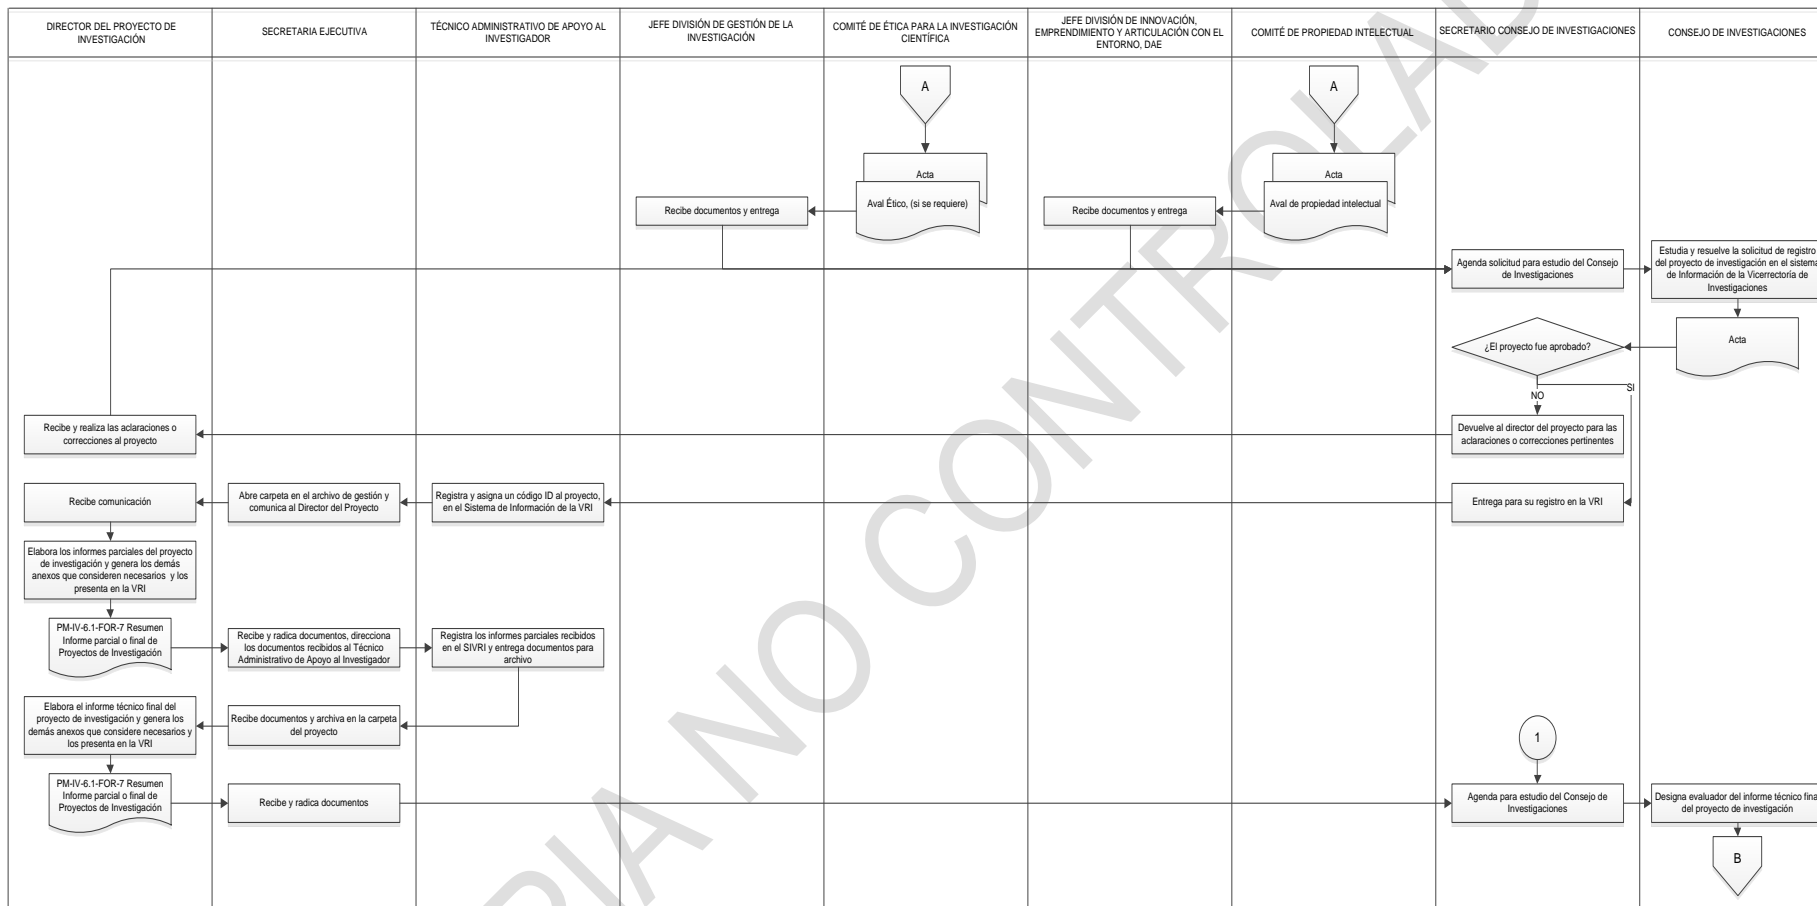 DIRECTOR DEL PROYECTO DE
INVESTIGACIÓN
SECRETARIA EJECUTIVA
TÉCNICO ADMINISTRATIVO DE APOYO AL
INVESTIGADOR
JEFE DIVISIÓN DE GESTIÓN DE LA
INVESTIGACIÓN
COMITÉ DE ÉTICA PARA LA INVESTIGACIÓN
CIENTÍFICA
JEFE DIVISIÓN DE INNOVACIÓN,
EMPRENDIMIENTO Y ARTICULACIÓN CON EL
ENTORNO, DAE
COMITÉ DE PROPIEDAD INTELECTUAL
SECRETARIO CONSEJO DE INVESTIGACIONES
CONSEJO DE INVESTIGACIONES
A
A
Acta
Acta
Recibe documentos y entrega
Aval Ético, (si se requiere)
Recibe documentos y entrega
Aval de propiedad intelectual
Agenda solicitud para estudio del Consejo
de Investigaciones
Estudia y resuelve la solicitud de registro
del proyecto de investigación en el sistema
de Información de la Vicerrectoría de
Investigaciones
¿El proyecto fue aprobado?
Acta
SI
NO
Recibe y realiza las aclaraciones o
correcciones al proyecto
Devuelve al director del proyecto para las
aclaraciones o correcciones pertinentes
Recibe comunicación
Abre carpeta en el archivo de gestión y
comunica al Director del Proyecto
Registra y asigna un código ID al proyecto,
en el Sistema de Información de la VRI
Entrega para su registro en la VRI
Elabora los informes parciales del proyecto
de investigación y genera los demás
anexos que consideren necesarios y los
presenta en la VRI
PM-IV-6.1-FOR-7 Resumen
Informe parcial o final de
Proyectos de Investigación
Recibe y radica documentos, direcciona
los documentos recibidos al Técnico
Administrativo de Apoyo al Investigador
Registra los informes parciales recibidos
en el SIVRI y entrega documentos para
archivo
Elabora el informe técnico final del
proyecto de investigación y genera los
demás anexos que considere necesarios y
los presenta en la VRI
Recibe documentos y archiva en la carpeta
del proyecto
1
PM-IV-6.1-FOR-7 Resumen
Informe parcial o final de
Proyectos de Investigación
Recibe y radica documentos
Agenda para estudio del Consejo de
Investigaciones
Designa evaluador del informe técnico final
del proyecto de investigación
B
RIA NO CONTROLAD